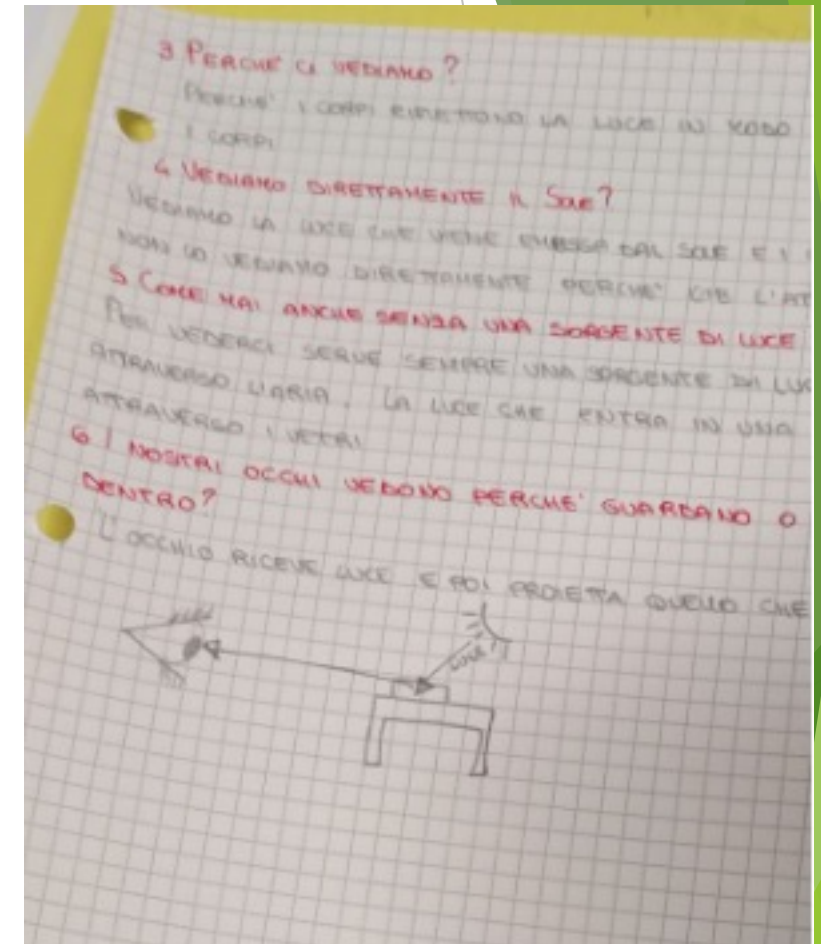 3 PERCHE' CI VEDIAMO?
PERCHE' I CORPI RIMETTONO LA LUCE IN MODO
I CORPI
4 VEDIAMO DIRETTAMENTE IL SOLE?
VEDIAMO LA LUCE CHE VIENE EMESSA DAL SOLE E I
NON LO VEDIAMO DIRETTAMENTE PERCHE' C'E' L'AT
5 COME MAI ANCHE SENZA UNA SORGENTE DI LUCE
PER VEDERCI SERVE SEMPRE UNA SORGENTE DI LUC
ATTRAVERSO L'ARIA. LA LUCE CHE ENTRA IN UNA
ATTRAVERSO I VETRI
6 I NOSTRI OCCHI VEDONO PERCHE' GUARDANO O
DENTRO?
L'OCCHIO RICEVE LUCE E POI PROIETTA QUELLO CHE
LUCE